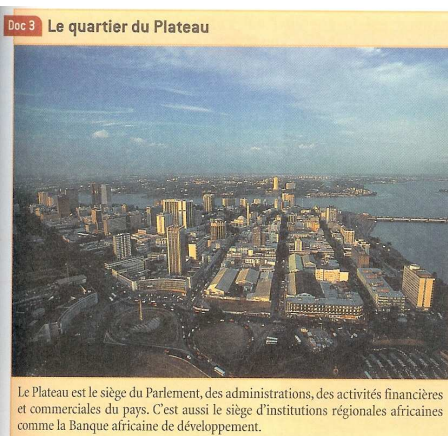 Doc 3 Le quartier du Plateau
Le Plateau est le siège du Parlement, des administrations, des activités financières
et commerciales du pays. C'est aussi le siège d'institutions régionales africaines
comme la Banque africaine de développement.